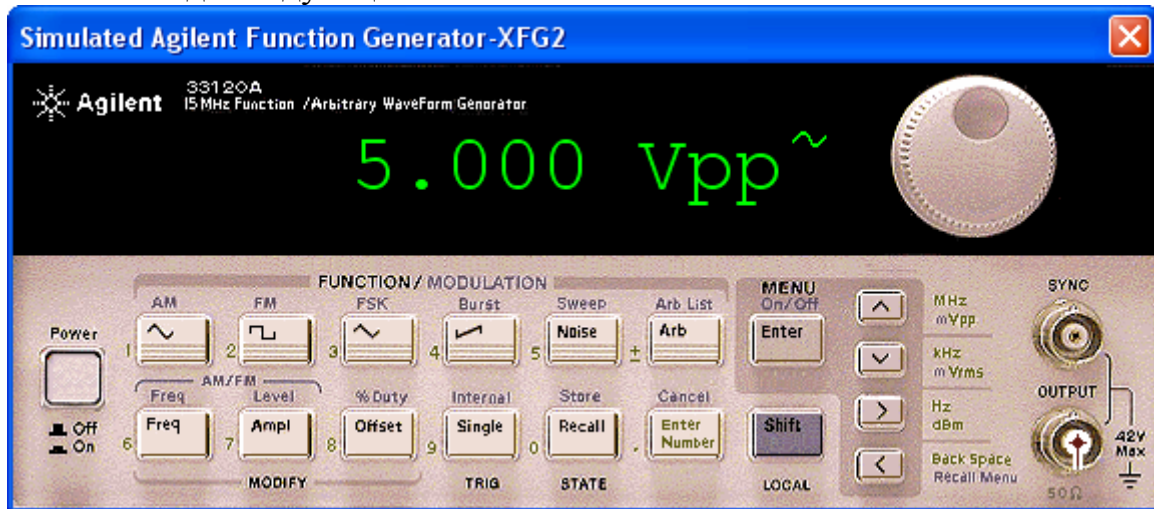 Simulated Agilent Function Generator-XFG2
Agilent 33120A
15 MHz Function / Arbitrary WaveForm Genorator
5.000 Vpp ~
FUNCTION / MODULATION
AM FM FSK Burst Sweep Arb List
MENU
On/Off
SYNC
Power
1 2 3 4 5 Noise ± Arb Enter
MHz
mVpp
kHz
m Vrms
AM/FM
Freq Level % Duty Internal Store Cancel
Off
On
6 Freq 7 Ampl 8 Offset 9 Single 0 Recall . Enter Number Shift
Hz
dBm
OUTPUT
42V
Max
Back Space
Recall Menu
MODIFY TRIG STATE LOCAL
50Ω